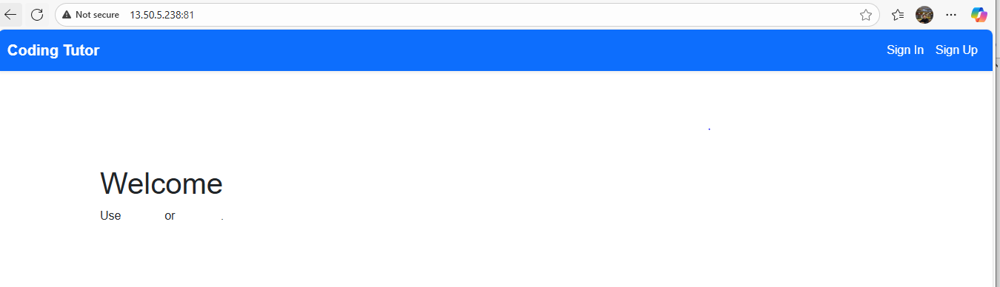 Not secure 13.50.5.238:81
Coding Tutor Sign In Sign Up
Welcome
Use or .